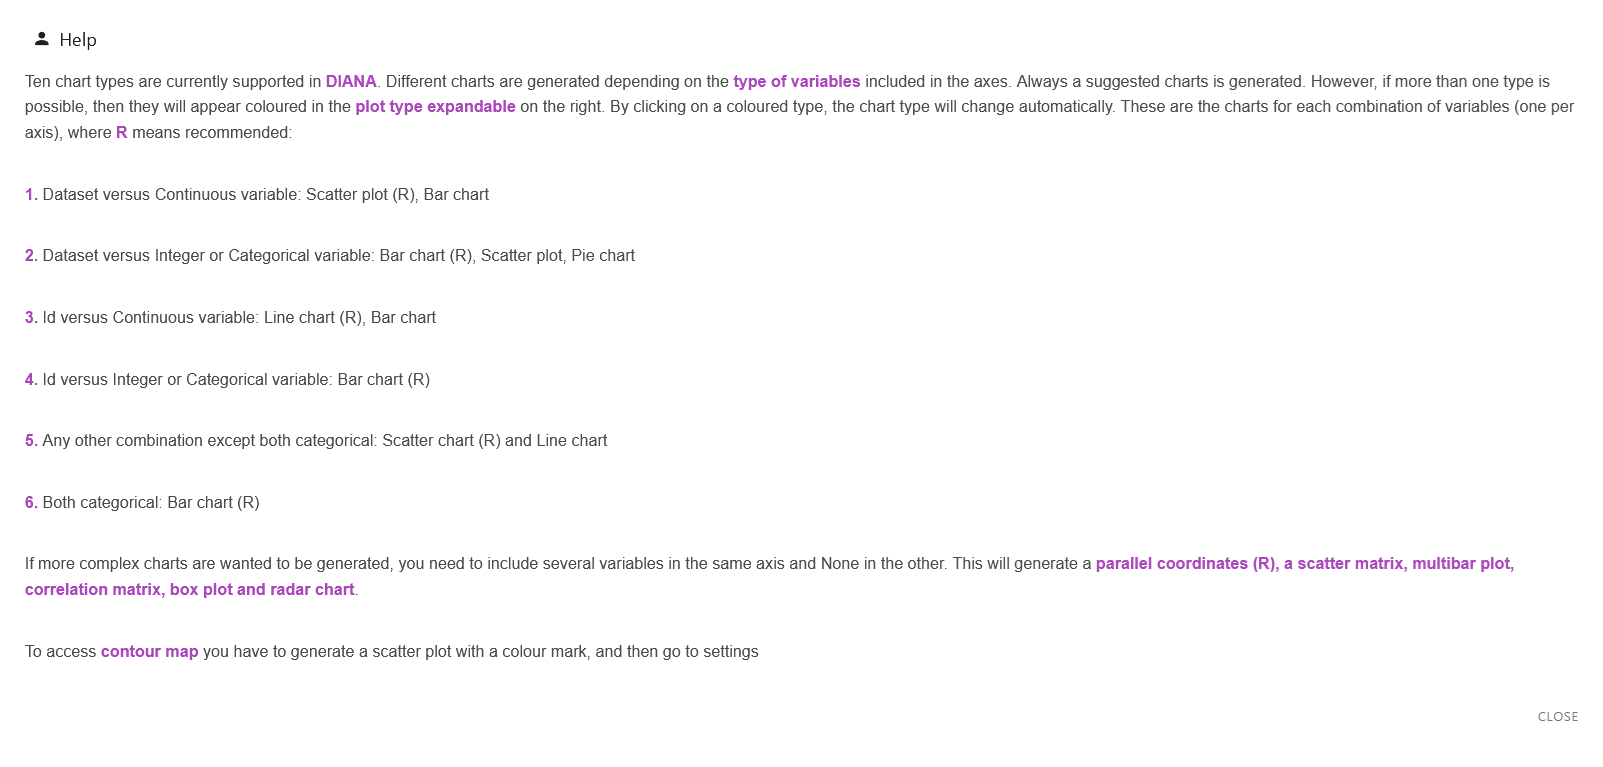 Help
Ten chart types are currently supported in DIANA. Different charts are generated depending on the type of variables included in the axes. Always a suggested charts is generated. However, if more than one type is
possible, then they will appear coloured in the plot type expandable on the right. By clicking on a coloured type, the chart type will change automatically. These are the charts for each combination of variables (one per
axis), where R means recommended:
1. Dataset versus Continuous variable: Scatter plot (R), Bar chart
2. Dataset versus Integer or Categorical variable: Bar chart (R), Scatter plot, Pie chart
3. Id versus Continuous variable: Line chart (R), Bar chart
4. Id versus Integer or Categorical variable: Bar chart (R)
5. Any other combination except both categorical: Scatter chart (R) and Line chart
6. Both categorical: Bar chart (R)
If more complex charts are wanted to be generated, you need to include several variables in the same axis and None in the other. This will generate a parallel coordinates (R), a scatter matrix, multibar plot,
correlation matrix, box plot and radar chart.
To access contour map you have to generate a scatter plot with a colour mark, and then go to settings
CLOSE